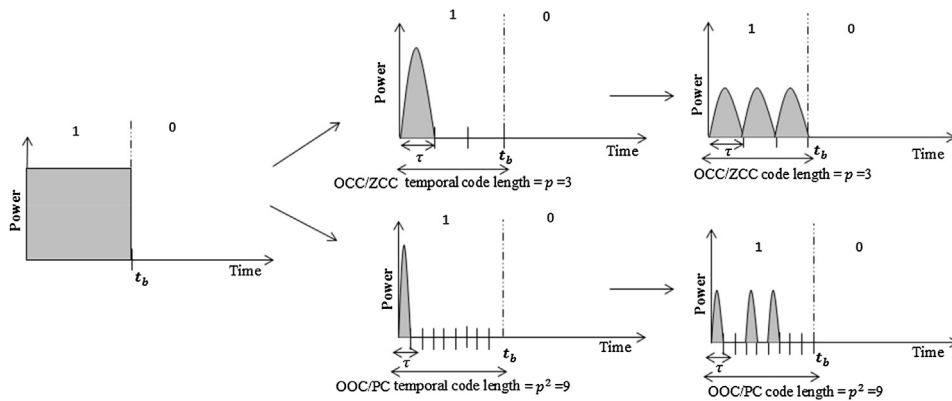 1 0
Power
Time
t_b
1 0
Power
Time
τ
t_b
OCC/ZCC temporal code length = p =3
1 0
Power
Time
τ
t_b
OCC/ZCC code length = p =3
1 0
Power
Time
τ
t_b
OOC/PC temporal code length = p² =9
1 0
Power
Time
τ
t_b
OOC/PC code length = p² =9